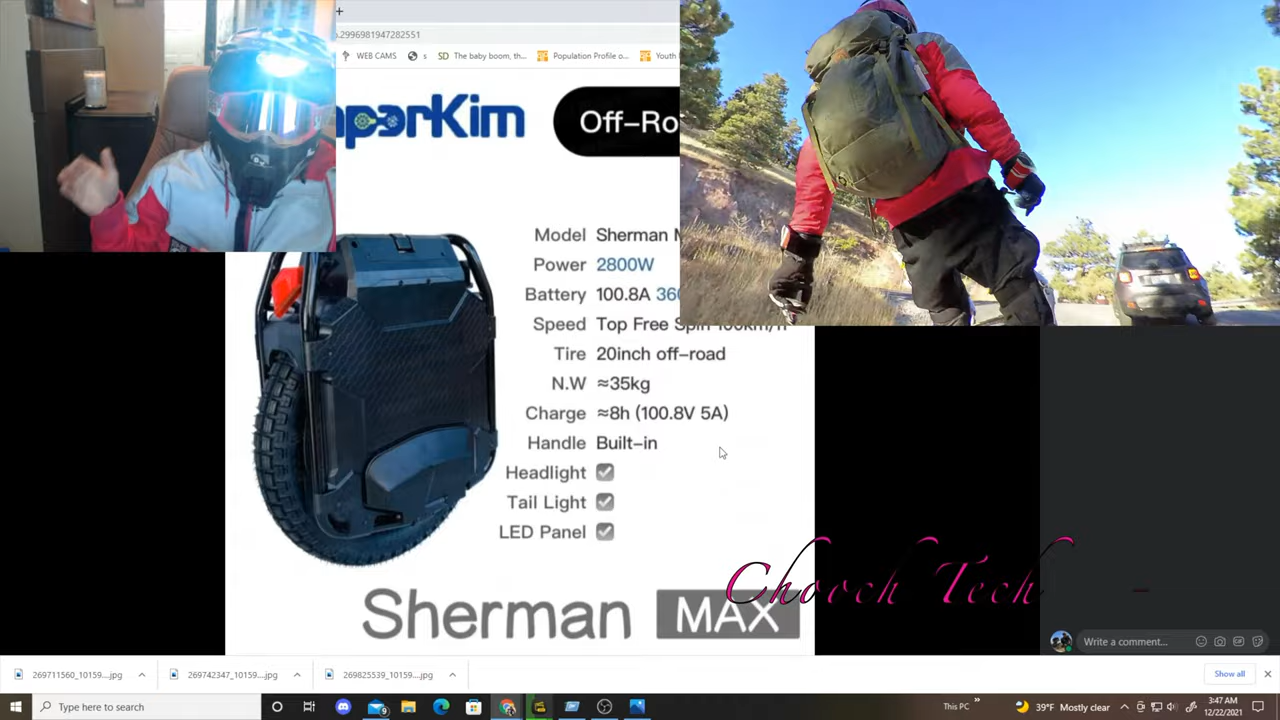 .2996981947282551
WEB CAMS
s
SD The baby boom, th...
Population Profile o...
Youth
parKim
Off-Ro
Model Sherman
Power 2800W
Battery 100.8A 360
Speed Top Free Spin
Tire 20inch off-road
N.W ≈35kg
Charge ≈8h (100.8V 5A)
Handle Built-in
Headlight
Tail Light
LED Panel
Sherman MAX
Chooch Tech -
Write a comment...
269711560_10159....jpg
269742347_10159....jpg
269825539_10159....jpg
Show all
Type here to search
9
This PC
39°F Mostly clear
3:47 AM
12/22/2021